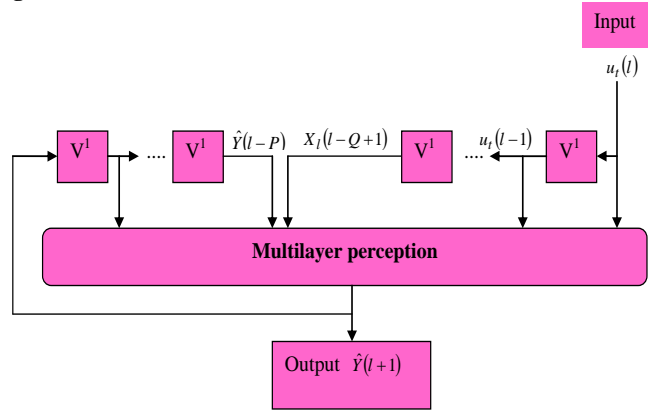 Input
u_t(l)
V¹ .... V¹ Ŷ(l−P) X_l(l−Q+1) V¹ .... u_t(l−1) V¹
Multilayer perception
Output Ŷ(l+1)